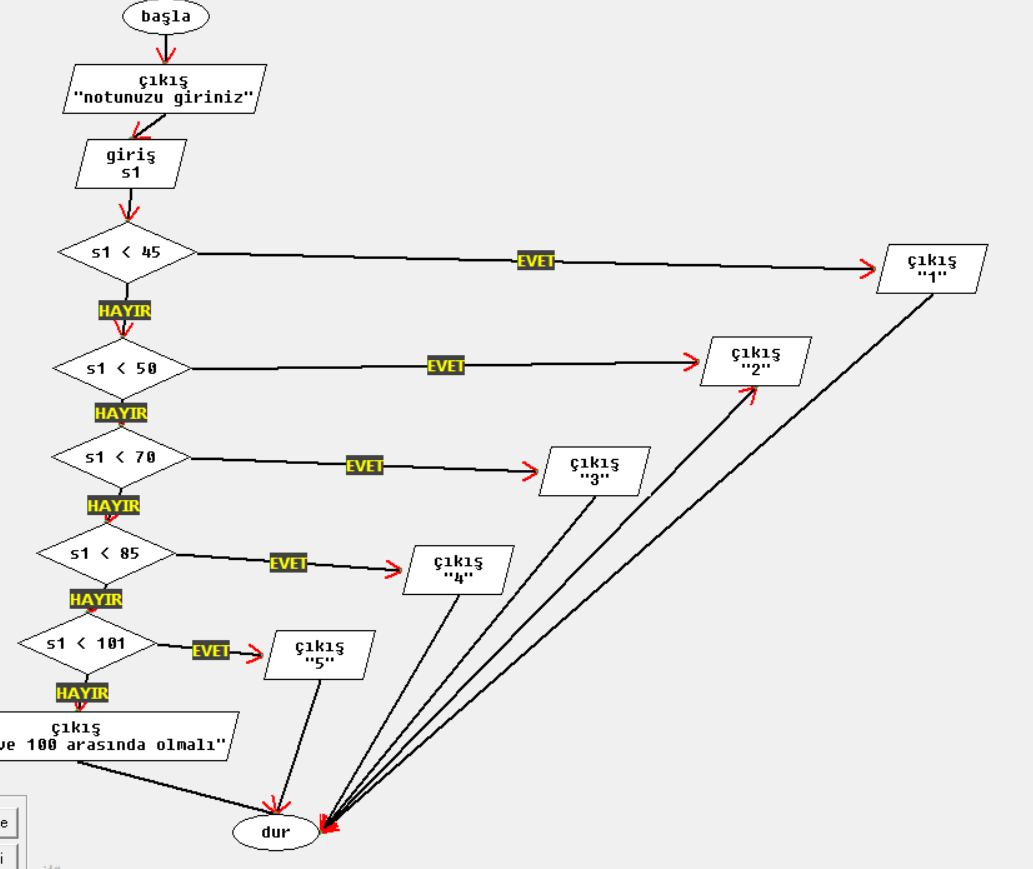 başla
çıkış
"notunuzu giriniz"
giriş
s1
s1 < 45
EVET
çıkış
"1"
HAYIR
s1 < 50
EVET
çıkış
"2"
HAYIR
s1 < 70
EVET
çıkış
"3"
HAYIR
s1 < 85
EVET
çıkış
"4"
HAYIR
s1 < 101
EVET
çıkış
"5"
HAYIR
çıkış
ve 100 arasında olmalı"
dur